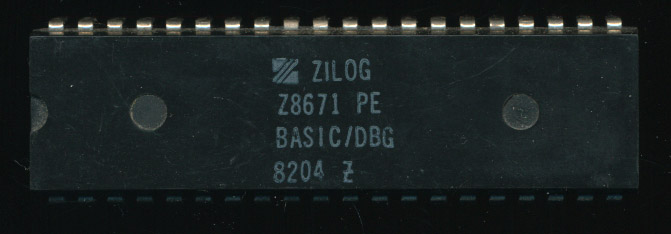 ZILOG
Z8671 PE
BASIC/DBG
8204 Z